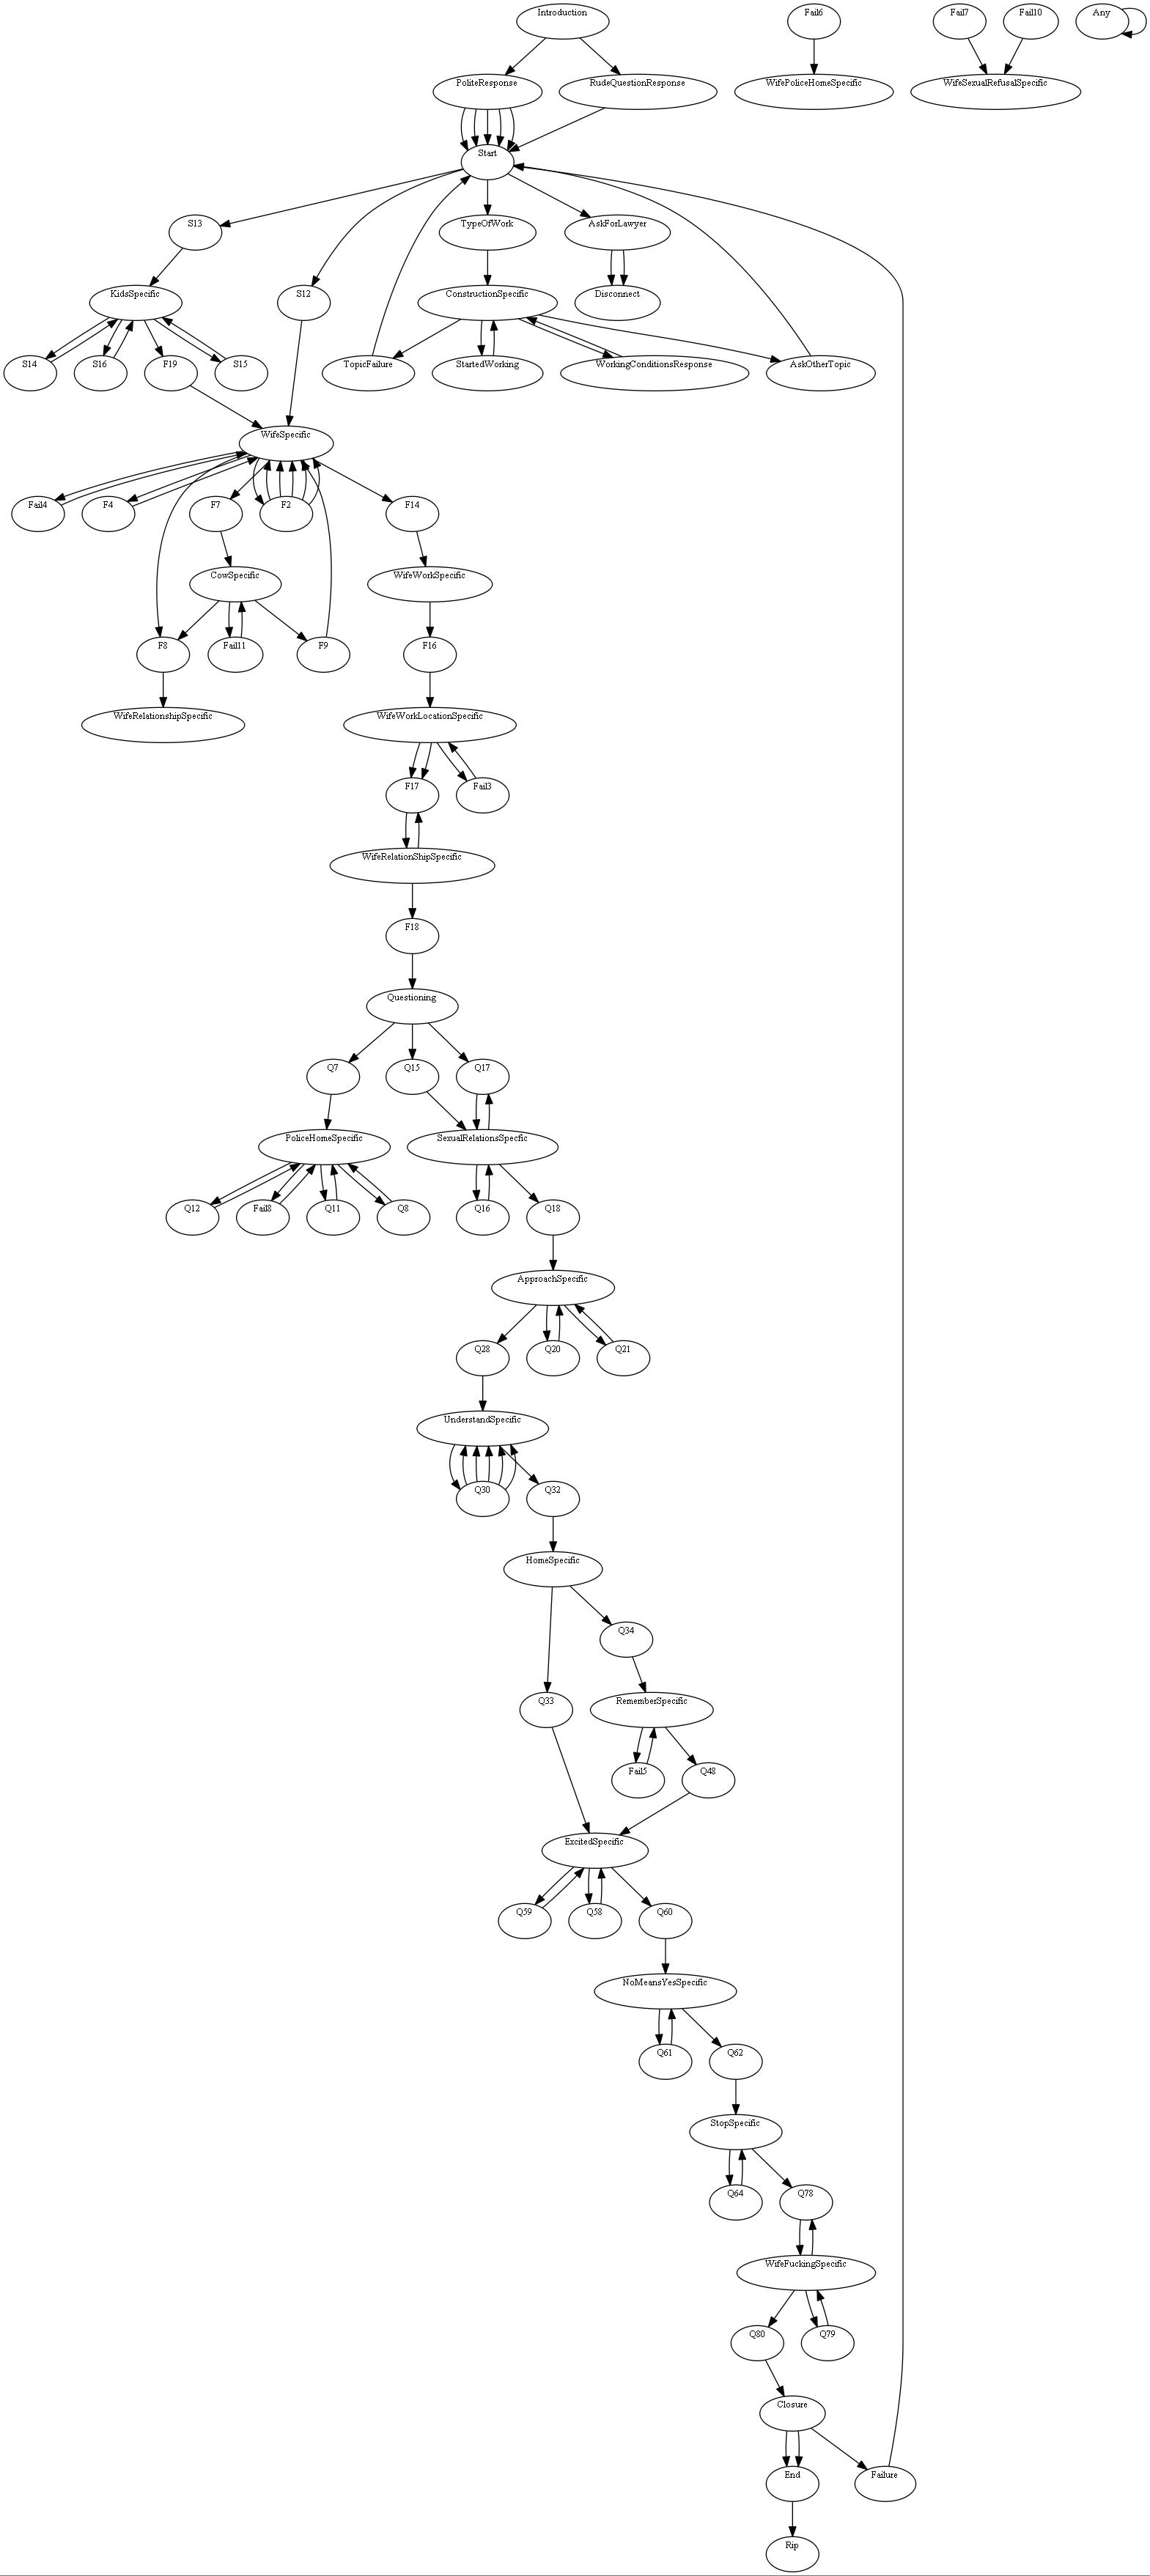 Introduction
Fail6
Fail7
Fail10
Any
PoliteResponse
RudeQuestionResponse
WifePoliceHomeSpecific
WifeSexualRefusalSpecific
Start
S13
TypeOfWork
AskForLawyer
KidsSpecific
S12
ConstructionSpecific
Disconnect
S14
S16
F19
S15
TopicFailure
StartedWorking
WorkingConditionsResponse
AskOtherTopic
WifeSpecific
Fail4
F4
F7
F2
F14
CowSpecific
WifeWorkSpecific
F8
Fail11
F9
F16
WifeRelationshipSpecific
WifeWorkLocationSpecific
F17
Fail3
WifeRelationShipSpecific
F18
Questioning
Q7
Q15
Q17
PoliceHomeSpecific
SexualRelationsSpecfic
Q12
Fail8
Q11
Q8
Q16
Q18
ApproachSpecific
Q28
Q20
Q21
UnderstandSpecific
Q30
Q32
HomeSpecific
Q34
Q33
RememberSpecific
Fail5
Q48
ExcitedSpecific
Q59
Q58
Q60
NoMeansYesSpecific
Q61
Q62
StopSpecific
Q64
Q78
WifeFuckingSpecific
Q80
Q79
Closure
End
Failure
Rip